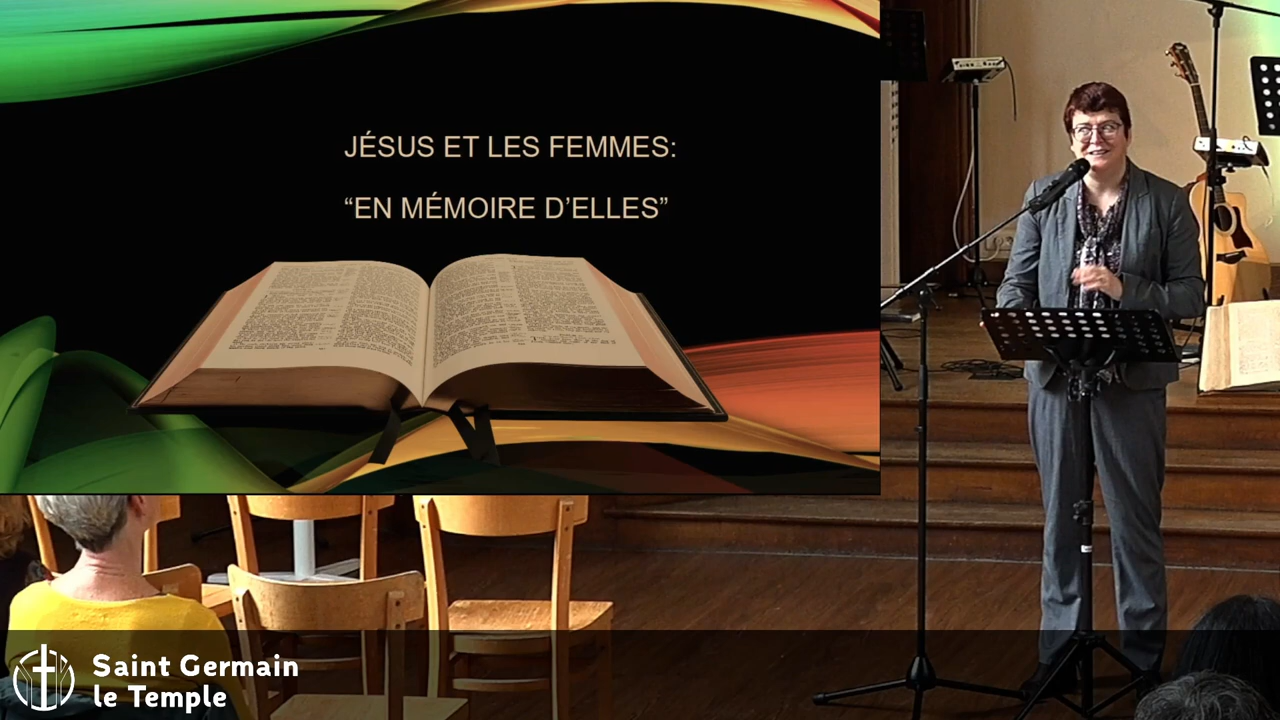 JÉSUS ET LES FEMMES:
“EN MÉMOIRE D’ELLES”
Saint Germain
le Temple